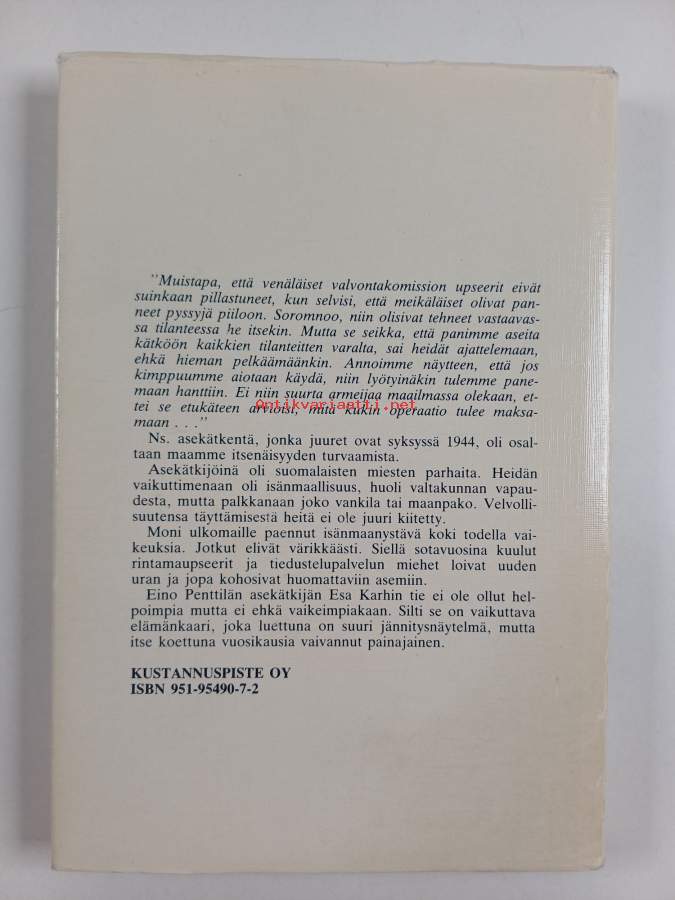 "Muistapa, että venäläiset valvontakomission upseerit eivät
suinkaan pillastuneet, kun selvisi, että meikäläiset olivat pan-
neet pyssyjä piiloon. Soromnoo, niin olisivat tehneet vastaavas-
sa tilanteessa he itsekin. Mutta se seikka, että panimme aseita
kätköön kaikkien tilanteitten varalta, sai heidät ajattelemaan,
ehkä hieman pelkäämäänkin. Annoimme näytteen, että jos
kimppuumme aiotaan käydä, niin lyötyinäkin tulemme pane-
maan hanttiin. Ei niin suurta armeijaa maailmassa olekaan, et-
tei se etukäteen arvioisi, mitä kukin operaatio tulee maksa-
maan . . ."
Antikvariaatti.net
Ns. asekätkentä, jonka juuret ovat syksyssä 1944, oli osal-
taan maamme itsenäisyyden turvaamista.
Asekätkijöinä oli suomalaisten miesten parhaita. Heidän
vaikuttimenaan oli isänmaallisuus, huoli valtakunnan vapau-
desta, mutta palkkanaan joko vankila tai maanpako. Velvolli-
suutensa täyttämisestä heitä ei ole juuri kiitetty.
Moni ulkomaille paennut isänmaanystävä koki todella vai-
keuksia. Jotkut elivät värikkäästi. Siellä sotavuosina kuulut
rintamaupseerit ja tiedustelupalvelun miehet loivat uuden
uran ja jopa kohosivat huomattaviin asemiin.
Eino Penttilän asekätkijän Esa Karhin tie ei ole ollut hel-
poimpia mutta ei ehkä vaikeimpiakaan. Silti se on vaikuttava
elämänkaari, joka luettuna on suuri jännitysnäytelmä, mutta
itse koettuna vuosikausia vaivannut painajainen.
KUSTANNUSPISTE OY
ISBN 951-95490-7-2